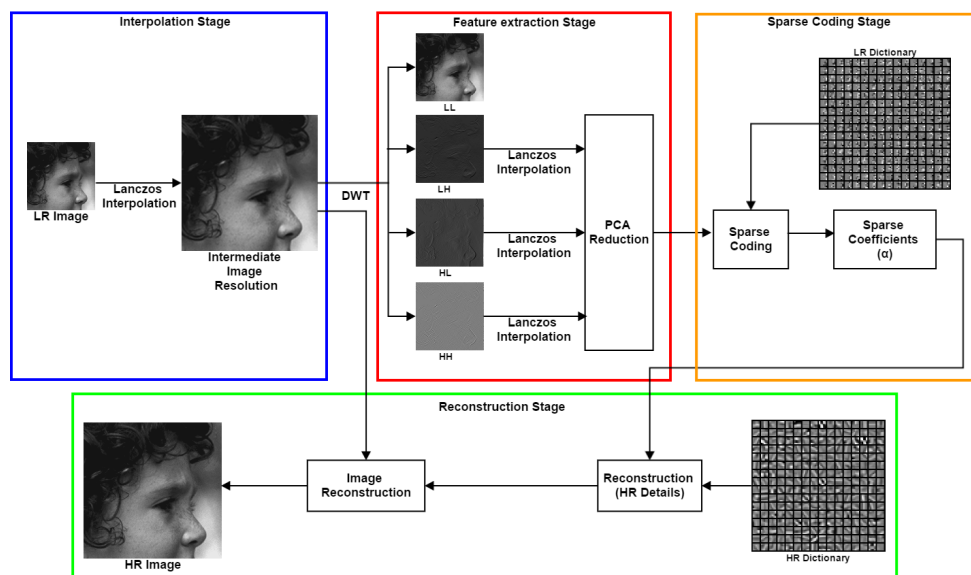 Interpolation Stage
Feature extraction Stage
Sparse Coding Stage
LR Dictionary
LL
Lanczos
Interpolation
LR Image
Intermediate
Image
Resolution
DWT
LH
Lanczos
Interpolation
HL
Lanczos
Interpolation
HH
Lanczos
Interpolation
PCA
Reduction
Sparse
Coding
Sparse
Coefficients
(α)
Reconstruction Stage
HR Image
Image
Reconstruction
Reconstruction
(HR Details)
HR Dictionary